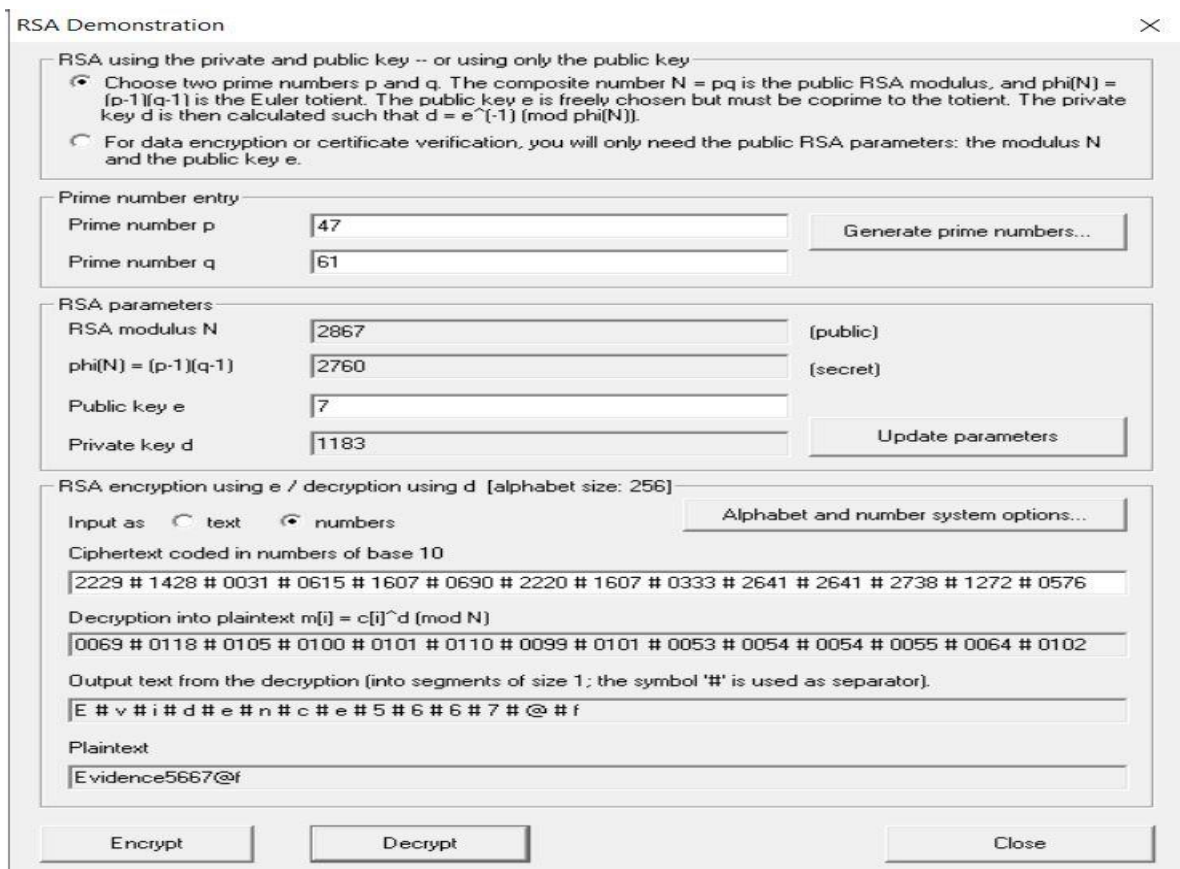 RSA Demonstration
RSA using the private and public key -- or using only the public key
Choose two prime numbers p and q. The composite number N = pq is the public RSA modulus, and phi(N) =
(p-1)(q-1) is the Euler totient. The public key e is freely chosen but must be coprime to the totient. The private
key d is then calculated such that d = e^(-1) (mod phi(N)).
For data encryption or certificate verification, you will only need the public RSA parameters: the modulus N
and the public key e.
Prime number entry
Prime number p
47
Generate prime numbers...
Prime number q
61
RSA parameters
RSA modulus N
2867
(public)
phi(N) = (p-1)(q-1)
2760
(secret)
Public key e
7
Private key d
1183
Update parameters
RSA encryption using e / decryption using d [alphabet size: 256]
Input as text numbers
Alphabet and number system options...
Ciphertext coded in numbers of base 10
2229 # 1428 # 0031 # 0615 # 1607 # 0690 # 2220 # 1607 # 0333 # 2641 # 2641 # 2738 # 1272 # 0576
Decryption into plaintext m[i] = c[i]^d (mod N)
0069 # 0118 # 0105 # 0100 # 0101 # 0110 # 0099 # 0101 # 0053 # 0054 # 0054 # 0055 # 0064 # 0102
Output text from the decryption (into segments of size 1; the symbol '#' is used as separator).
E # v # i # d # e # n # c # e # 5 # 6 # 6 # 7 # @ # f
Plaintext
Evidence5667@f
Encrypt
Decrypt
Close